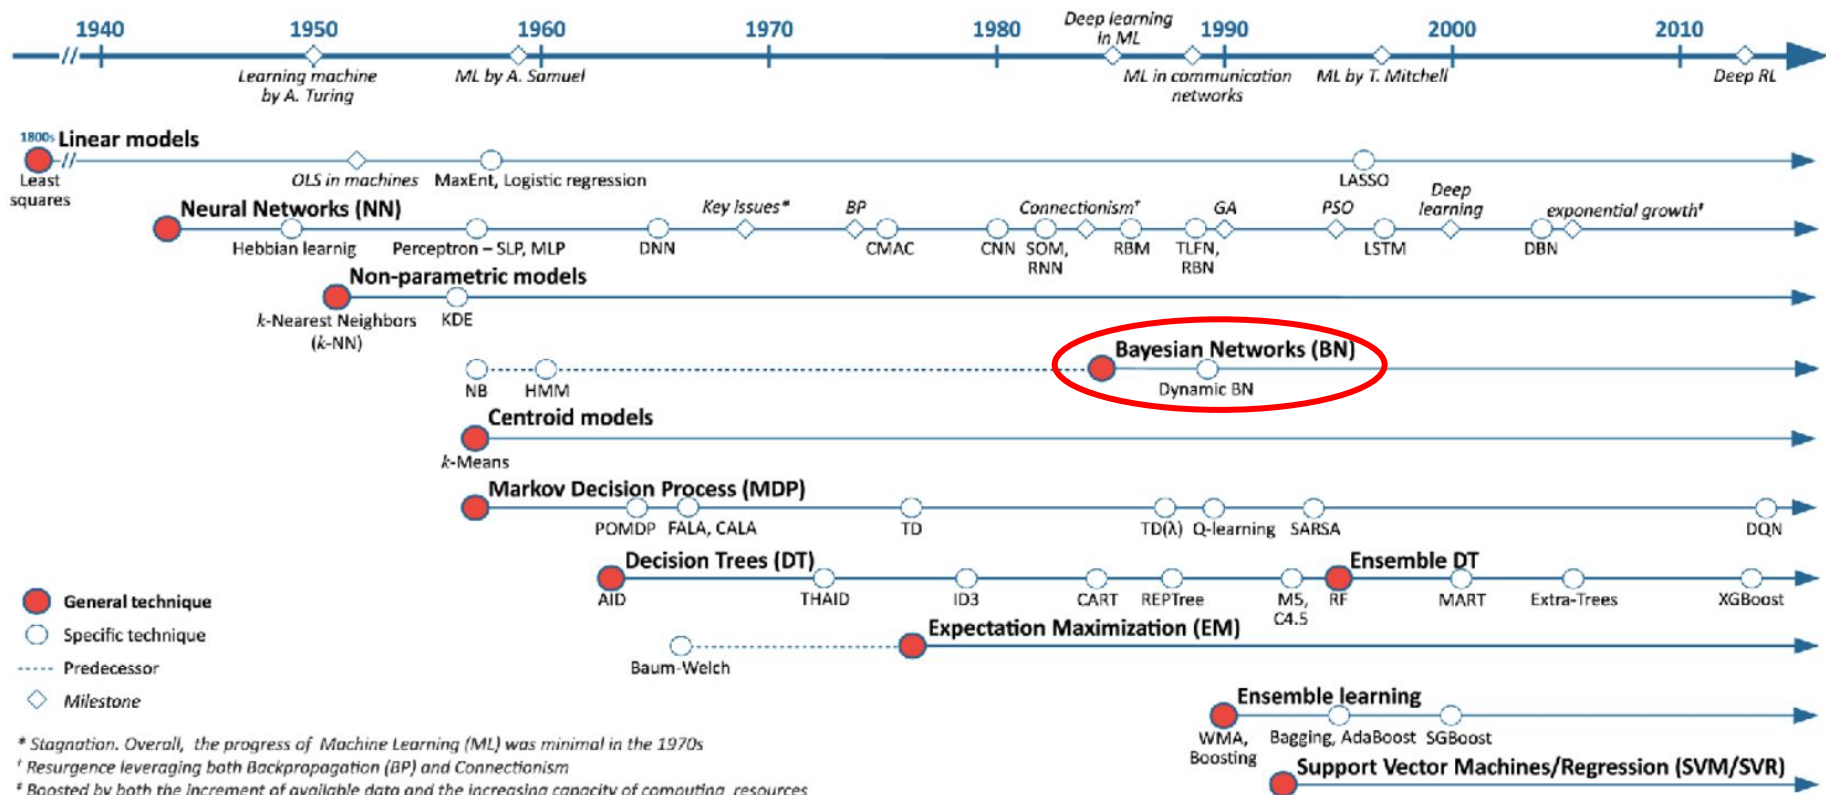 1940 1950 1960 1970 1980 1990 2000 2010
Deep learning
in ML
Learning machine
by A. Turing
ML by A. Samuel
ML in communication
networks
ML by T. Mitchell
Deep RL
1800s Linear models
Least
squares
OLS in machines
MaxEnt, Logistic regression
LASSO
Neural Networks (NN)
Key issues*
BP
Connectionism†
GA
PSO
Deep
learning
exponential growth‡
Hebbian learnig
Perceptron – SLP, MLP
DNN
CMAC
CNN
SOM,
RNN
RBM
TLFN,
RBN
LSTM
DBN
Non-parametric models
k-Nearest Neighbors
(k-NN)
KDE
Bayesian Networks (BN)
NB
HMM
Dynamic BN
Centroid models
k-Means
Markov Decision Process (MDP)
POMDP
FALA, CALA
TD
TD(λ)
Q-learning
SARSA
DQN
Decision Trees (DT)
Ensemble DT
AID
THAID
ID3
CART
REPTree
M5,
C4.5
RF
MART
Extra-Trees
XGBoost
Expectation Maximization (EM)
Baum-Welch
Ensemble learning
WMA,
Boosting
Bagging, AdaBoost
SGBoost
Support Vector Machines/Regression (SVM/SVR)
General technique
Specific technique
Predecessor
Milestone
* Stagnation. Overall, the progress of Machine Learning (ML) was minimal in the 1970s
† Resurgence leveraging both Backpropagation (BP) and Connectionism
‡ Boosted by both the increment of available data and the increasing capacity of computing resources